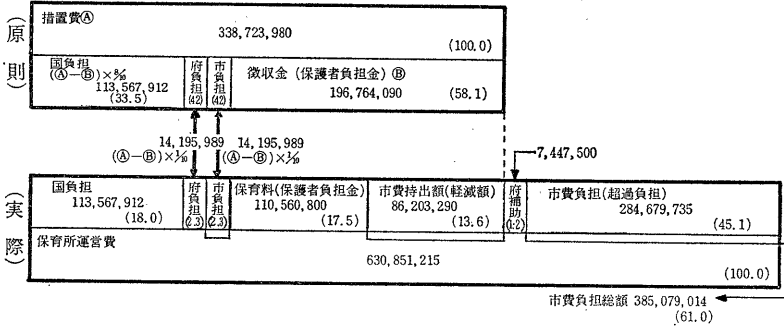 (原則)
措置費Ⓐ
338,723,980
(100.0)
国負担
(Ⓐ−Ⓑ)×8/10
113,567,912
(33.5)
府負担(4.2)
市負担(4.2)
徴収金(保護者負担金)Ⓑ
196,764,090
(58.1)
14,195,989 14,195,989
(Ⓐ−Ⓑ)×1/10 (Ⓐ−Ⓑ)×1/10
7,447,500
(実際)
国負担
113,567,912
(18.0)
府負担(2.3)
市負担(2.3)
保育料(保護者負担金)
110,560,800
(17.5)
市費持出額(軽減額)
86,203,290
(13.6)
府補助(1.2)
市費負担(超過負担)
284,679,735
(45.1)
保育所運営費
630,851,215
(100.0)
市費負担総額 385,079,014
(61.0)